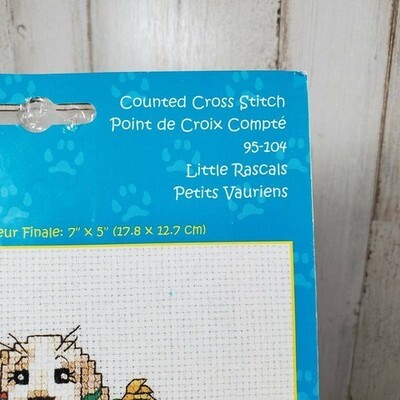 Counted Cross Stitch
Point de Croix Compté
95-104
Little Rascals
Petits Vauriens
Finale: 7" x 5" (17.8 x 12.7 cm)